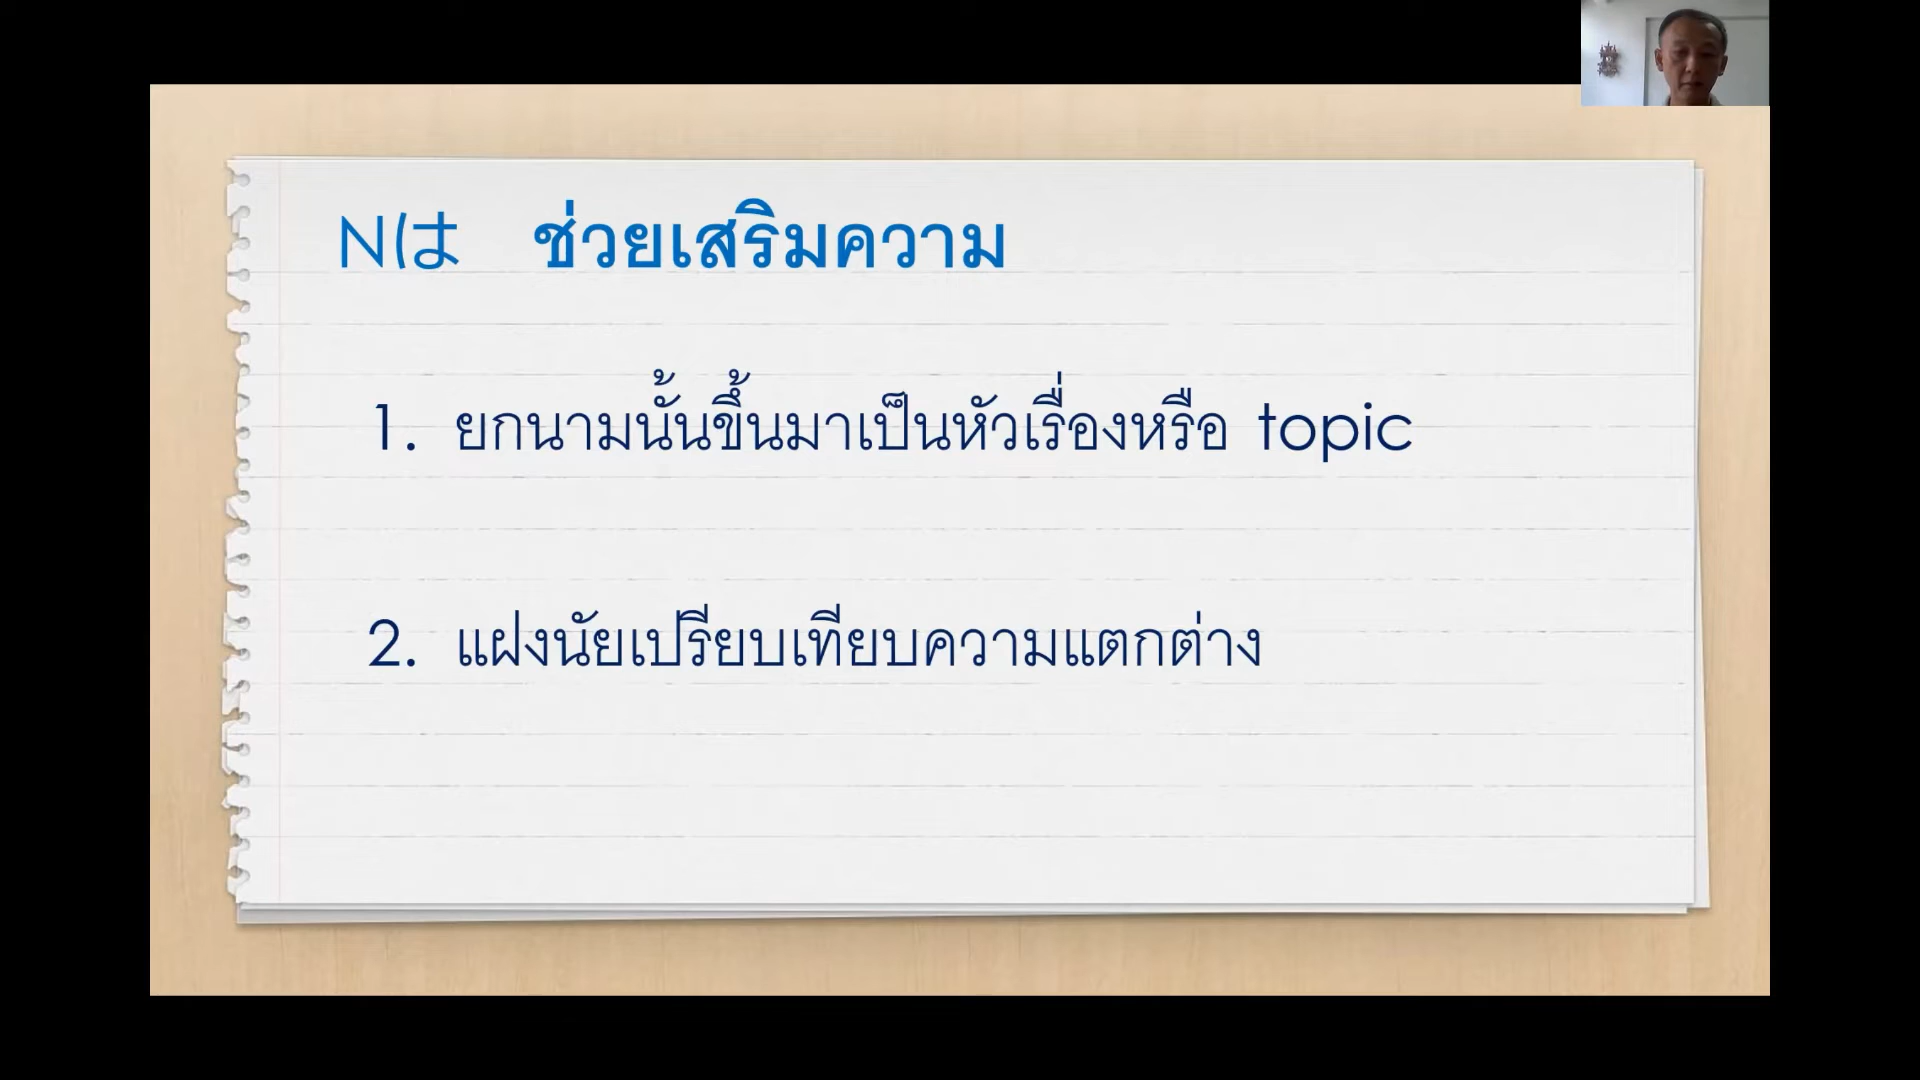 Nは ช่วยเสริมความ
1. ยกนามนั้นขึ้นมาเป็นหัวเรื่องหรือ topic
2. แฝงนัยเปรียบเทียบความแตกต่าง